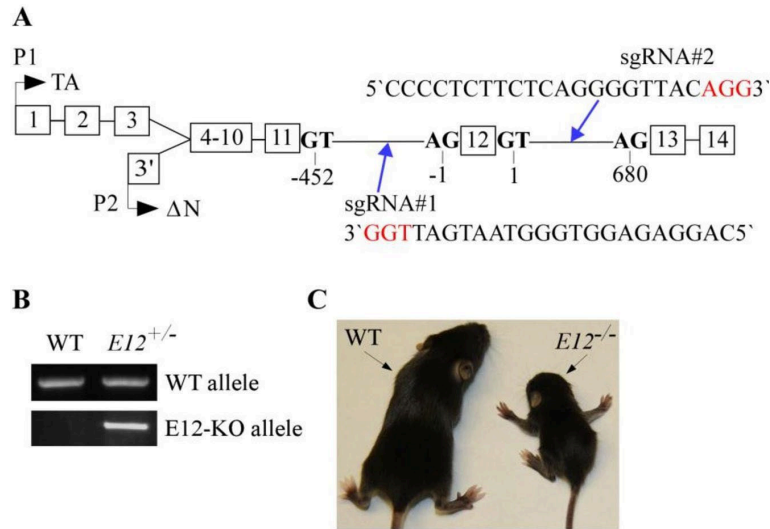 A
P1
TA
sgRNA#2
5`CCCCTCTTCTCAGGGGTTACAGG3`
1 2 3 4-10 11 GT AG 12 GT AG 13 14
3'
-452 -1 1 680
P2
ΔN
sgRNA#1
3`GGTTAGTAATGGGTGGAGAGGAC5`
B
WT E12+/-
WT allele
E12-KO allele
C
WT
E12-/-